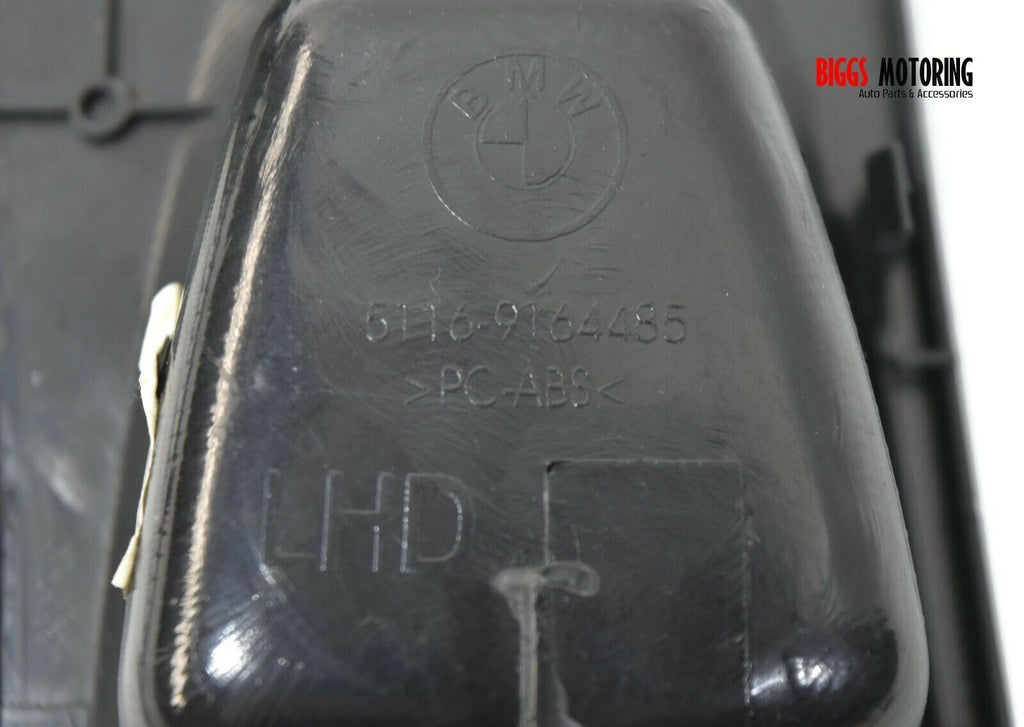 BIGGS MOTORING
Auto Parts & Accessories
BMW
5116-9164485
>PC-ABS<
LHD